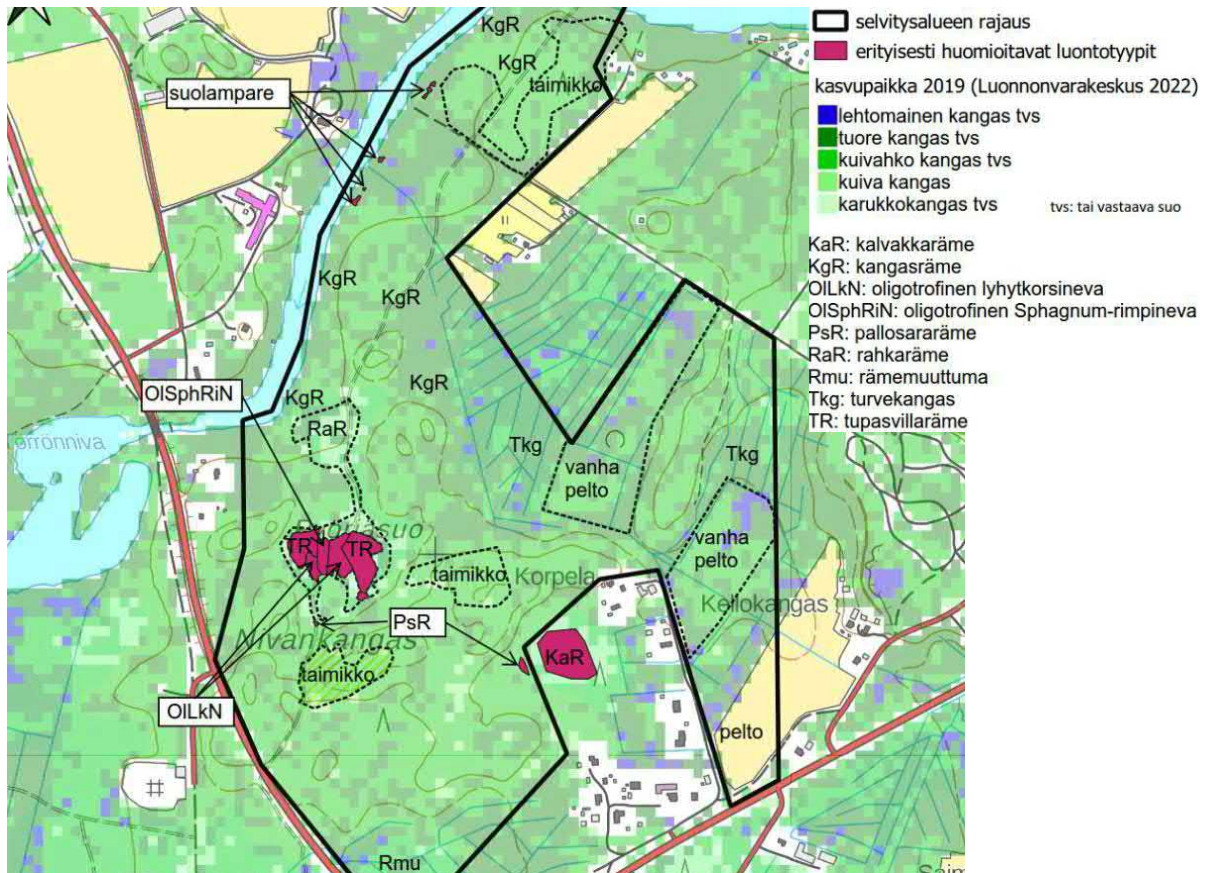 KgR
KgR
taimikko
suolampare
KgR
KgR
KgR
OlSphRiN
KgR
KgR
RaR
Tkg
vanha
pelto
Tkg
orrönniva
TR
TR
vanha
pelto
taimikko
Korpela
Kellokangas
PsR
Nivankangas
KaR
taimikko
OlLkN
pelto
Rmu
selvitysalueen rajaus
erityisesti huomioitavat luontotyypit
kasvupaikka 2019 (Luonnonvarakeskus 2022)
lehtomainen kangas tvs
tuore kangas tvs
kuivahko kangas tvs
kuiva kangas
karukkokangas tvs
tvs: tai vastaava suo
KaR: kalvakkaräme
KgR: kangasräme
OlLkN: oligotrofinen lyhytkorsineva
OlSphRiN: oligotrofinen Sphagnum-rimpineva
PsR: pallosararäme
RaR: rahkaräme
Rmu: rämemuuttuma
Tkg: turvekangas
TR: tupasvillaräme